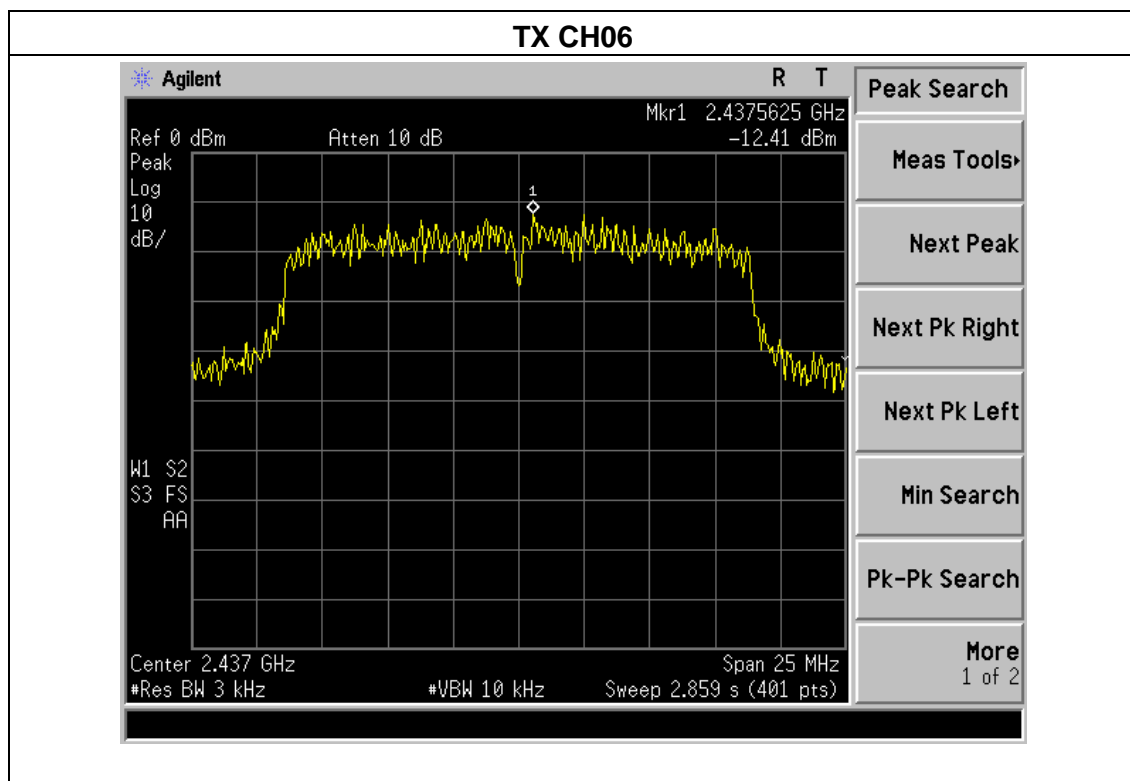 TX CH06
Agilent R T
Mkr1 2.4375625 GHz
Ref 0 dBm Atten 10 dB -12.41 dBm
Peak
Log
10
dB/
1
W1 S2
S3 FS
AA
Center 2.437 GHz Span 25 MHz
#Res BW 3 kHz #VBW 10 kHz Sweep 2.859 s (401 pts)
Peak Search
Meas Tools
Next Peak
Next Pk Right
Next Pk Left
Min Search
Pk-Pk Search
More
1 of 2